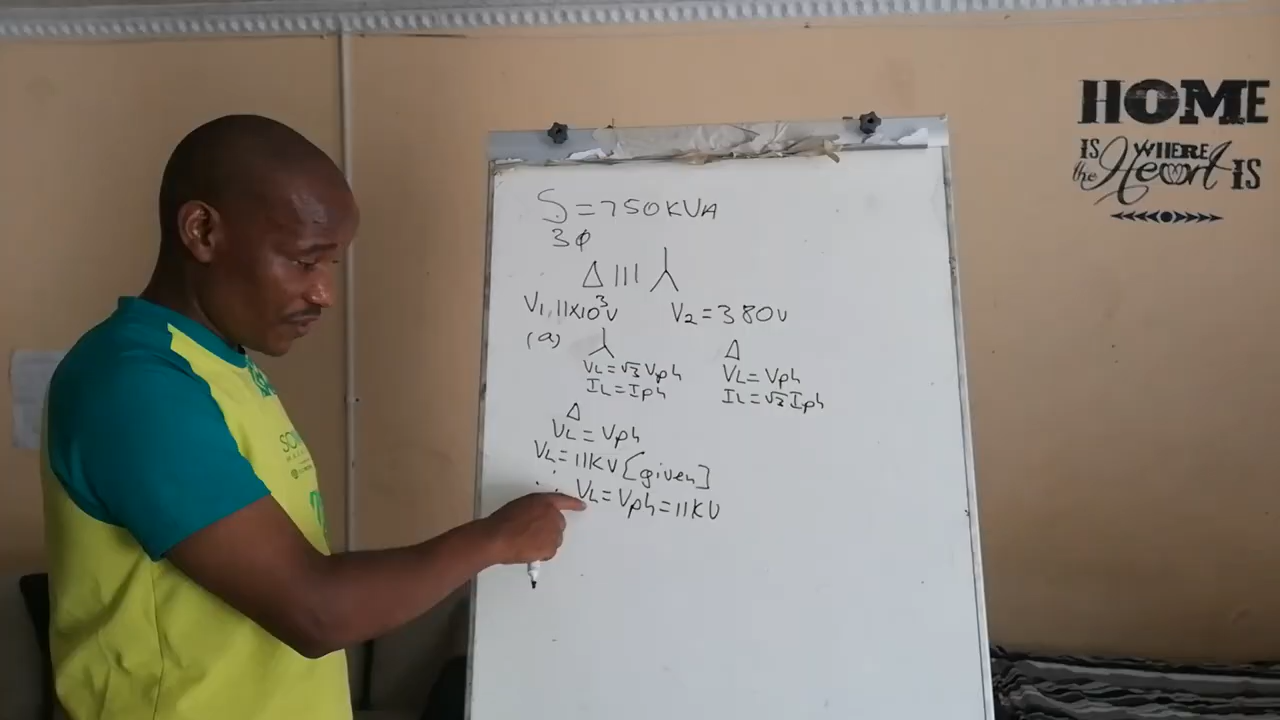 S = 750KVA
3Φ
Δ ||| Y
V1, 11x10³V V2 = 380V
(a) Y Δ
VL = √3 Vph VL = Vph
IL = Iph IL = √3 Iph
Δ
VL = Vph
VL = 11KV [given]
∴ VL = Vph = 11KV
HOME
IS WHERE
the Heart IS